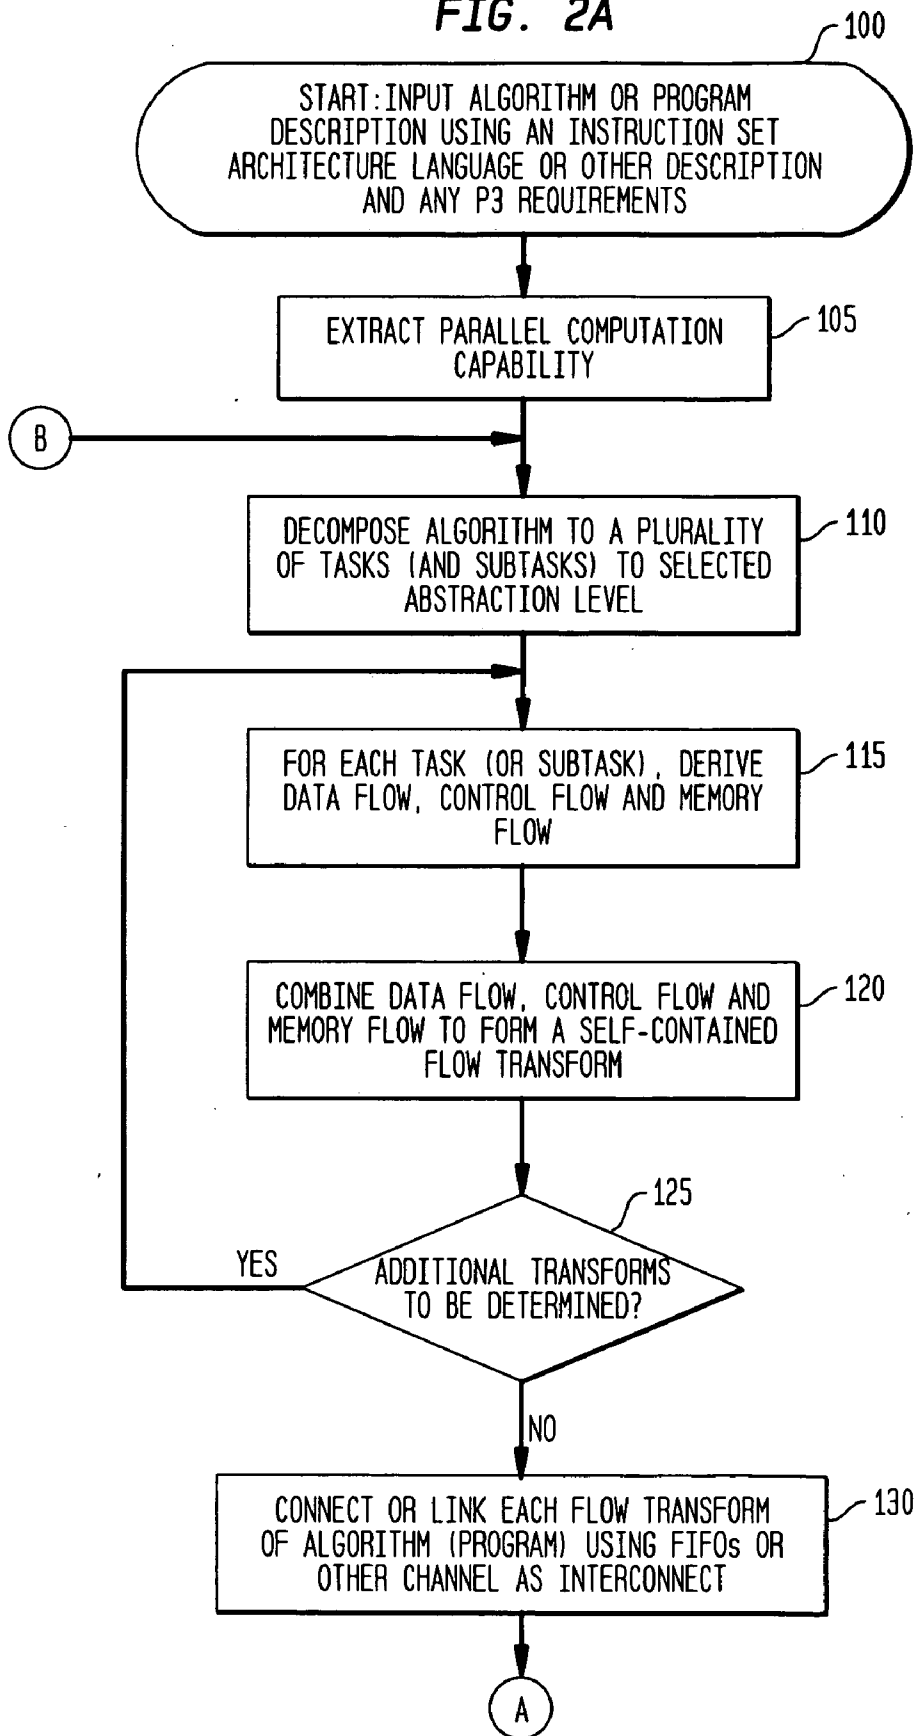 FIG. 2A
100
START:INPUT ALGORITHM OR PROGRAM
DESCRIPTION USING AN INSTRUCTION SET
ARCHITECTURE LANGUAGE OR OTHER DESCRIPTION
AND ANY P3 REQUIREMENTS
EXTRACT PARALLEL COMPUTATION
CAPABILITY
105
B
DECOMPOSE ALGORITHM TO A PLURALITY
OF TASKS (AND SUBTASKS) TO SELECTED
ABSTRACTION LEVEL
110
FOR EACH TASK (OR SUBTASK), DERIVE
DATA FLOW, CONTROL FLOW AND MEMORY
FLOW
115
COMBINE DATA FLOW, CONTROL FLOW AND
MEMORY FLOW TO FORM A SELF-CONTAINED
FLOW TRANSFORM
120
125
YES
ADDITIONAL TRANSFORMS
TO BE DETERMINED?
NO
CONNECT OR LINK EACH FLOW TRANSFORM
OF ALGORITHM (PROGRAM) USING FIFOs OR
OTHER CHANNEL AS INTERCONNECT
130
A